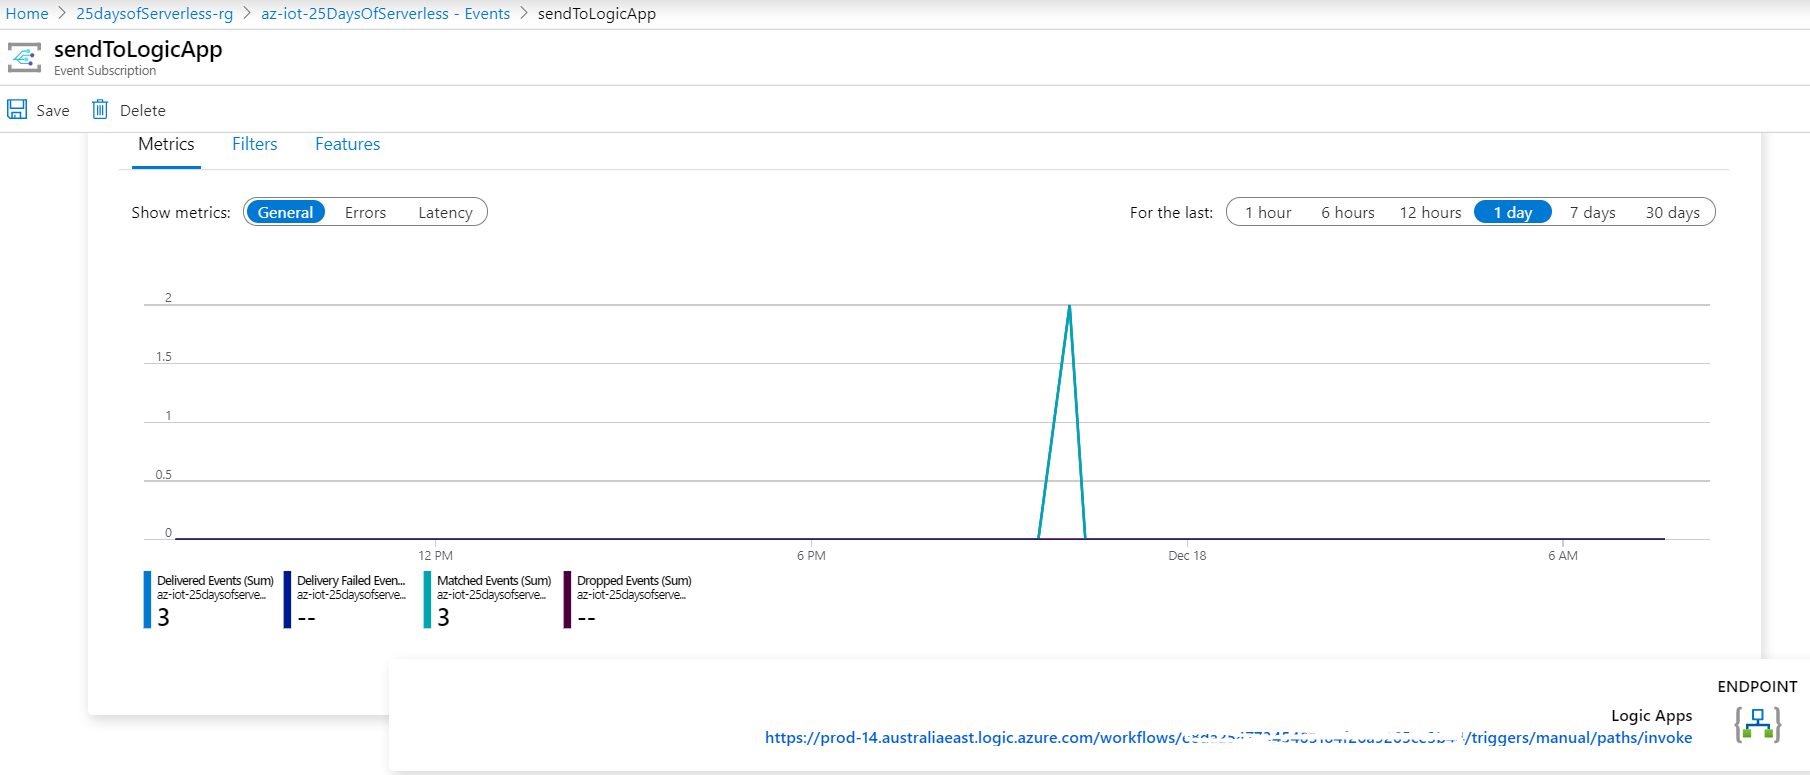 Home > 25daysofServerless-rg > az-iot-25DaysOfServerless - Events > sendToLogicApp
sendToLogicApp
Event Subscription
Save Delete
Metrics Filters Features
Show metrics: General Errors Latency For the last: 1 hour 6 hours 12 hours 1 day 7 days 30 days
2
1.5
1
0.5
0
12 PM 6 PM Dec 18 6 AM
Delivered Events (Sum) Delivery Failed Even... Matched Events (Sum) Dropped Events (Sum)
az-iot-25daysofserve... az-iot-25daysofserve... az-iot-25daysofserve... az-iot-25daysofserve...
3 -- 3 --
ENDPOINT
Logic Apps
https://prod-14.australiaeast.logic.azure.com/workflows/ /triggers/manual/paths/invoke